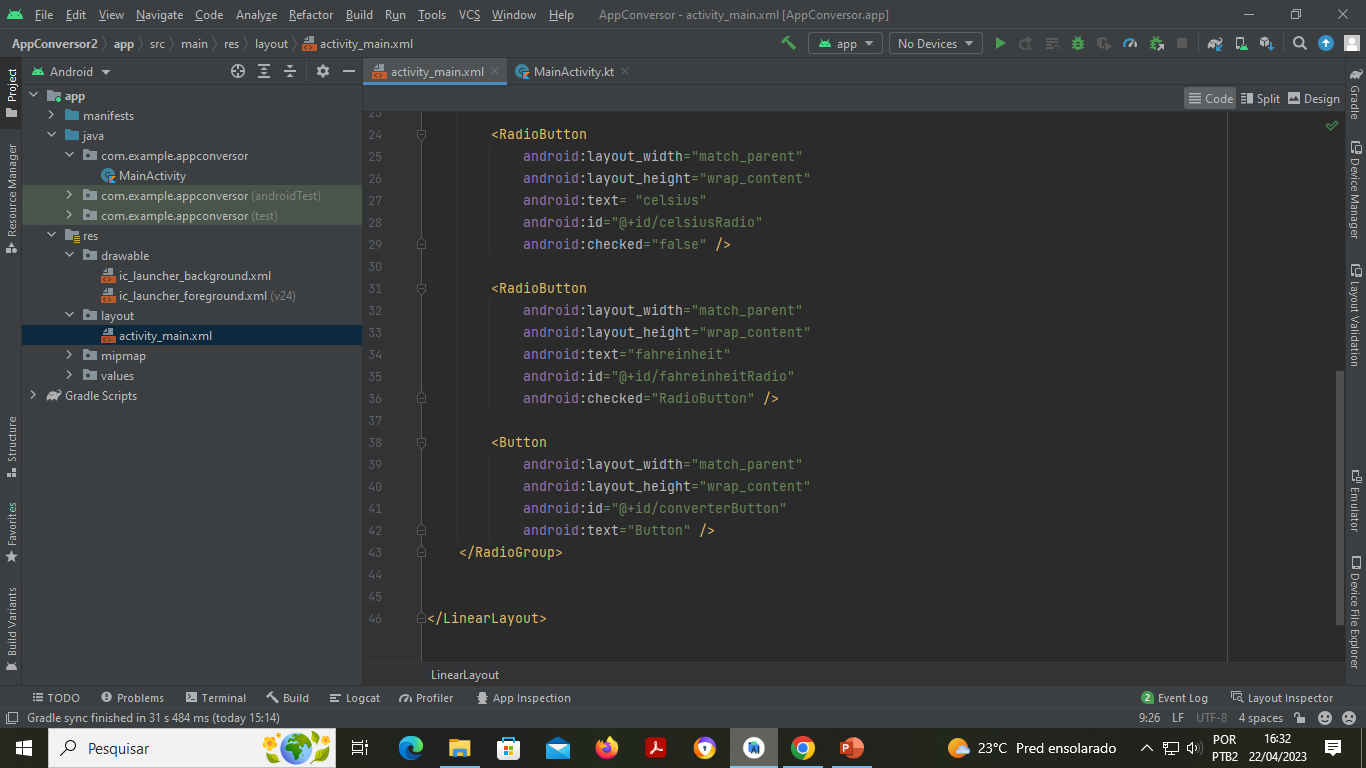 File Edit View Navigate Code Analyze Refactor Build Run Tools VCS Window Help AppConversor - activity_main.xml [AppConversor.app]
AppConversor2 app src main res layout activity_main.xml app No Devices
Android
activity_main.xml MainActivity.kt
Code Split Design
Project
Resource Manager
Structure
Favorites
Build Variants
app
manifests
java
com.example.appconversor
MainActivity
com.example.appconversor (androidTest)
com.example.appconversor (test)
res
drawable
ic_launcher_background.xml
ic_launcher_foreground.xml (v24)
layout
activity_main.xml
mipmap
values
Gradle Scripts
23
24 <RadioButton
25 android:layout_width="match_parent"
26 android:layout_height="wrap_content"
27 android:text= "celsius"
28 android:id="@+id/celsiusRadio"
29 android:checked="false" />
30
31 <RadioButton
32 android:layout_width="match_parent"
33 android:layout_height="wrap_content"
34 android:text="fahreinheit"
35 android:id="@+id/fahreinheitRadio"
36 android:checked="RadioButton" />
37
38 <Button
39 android:layout_width="match_parent"
40 android:layout_height="wrap_content"
41 android:id="@+id/converterButton"
42 android:text="Button" />
43 </RadioGroup>
44
45
46 </LinearLayout>
LinearLayout
Gradle
Device Manager
Layout Validation
Emulator
Device File Explorer
TODO Problems Terminal Build Logcat Profiler App Inspection 2 Event Log Layout Inspector
Gradle sync finished in 31 s 484 ms (today 15:14) 9:26 LF UTF-8 4 spaces
Pesquisar 23°C Pred ensolarado
POR
PTB2
16:32
22/04/2023